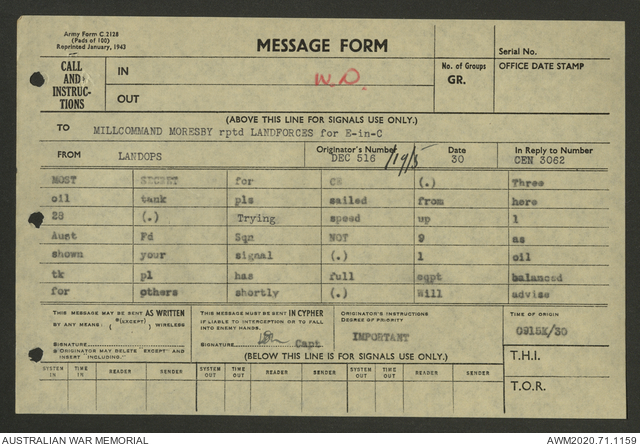 Army Form C.2128
(Pads of 100)
Reprinted January, 1943
MESSAGE FORM
Serial No.
CALL AND INSTRUC-TIONS
IN
W.D.
No. of Groups
GR.
OFFICE DATE STAMP
OUT
(ABOVE THIS LINE FOR SIGNALS USE ONLY.)
TO MILLCOMMAND MORESBY rptd LANDFORCES for E-in-C
FROM LANDOPS
Originator's Number DEC 516
Date 30
In Reply to Number CEN 3062
MOST SECRET for CE (.) Three
oil tank pls sailed from here
28 (.) Trying speed up 1
Aust Fd Sqn NOT 9 as
shown your signal (.) 1 oil
tk pl has full eqpt balanced
for others shortly (.) Will advise
THIS MESSAGE MAY BE SENT AS WRITTEN
BY ANY MEANS *(EXCEPT) WIRELESS
SIGNATURE
* ORIGINATOR MAY DELETE "EXCEPT" AND INSERT "INCLUDING."
THIS MESSAGE MUST BE SENT IN CYPHER
IF LIABLE TO INTERCEPTION OR TO FALL INTO ENEMY HANDS.
SIGNATURE Capt
ORIGINATOR'S INSTRUCTIONS
DEGREE OF PRIORITY
IMPORTANT
TIME OF ORIGIN
0915K/30
(BELOW THIS LINE IS FOR SIGNALS USE ONLY.)
T.H.I.
SYSTEM IN TIME IN READER SENDER SYSTEM OUT TIME OUT READER SENDER SYSTEM OUT TIME OUT READER SENDER
T.O.R.
AUSTRALIAN WAR MEMORIAL
AWM2020.71.1159